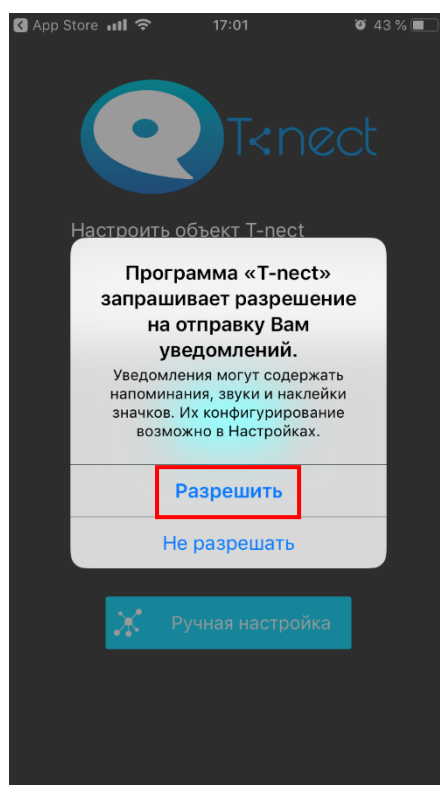 App Store 17:01 43 %
T-nect
Настроить объект T-nect
Программа «T-nect»
запрашивает разрешение
на отправку Вам
уведомлений.
Уведомления могут содержать
напоминания, звуки и наклейки
значков. Их конфигурирование
возможно в Настройках.
Разрешить
Не разрешать
Ручная настройка